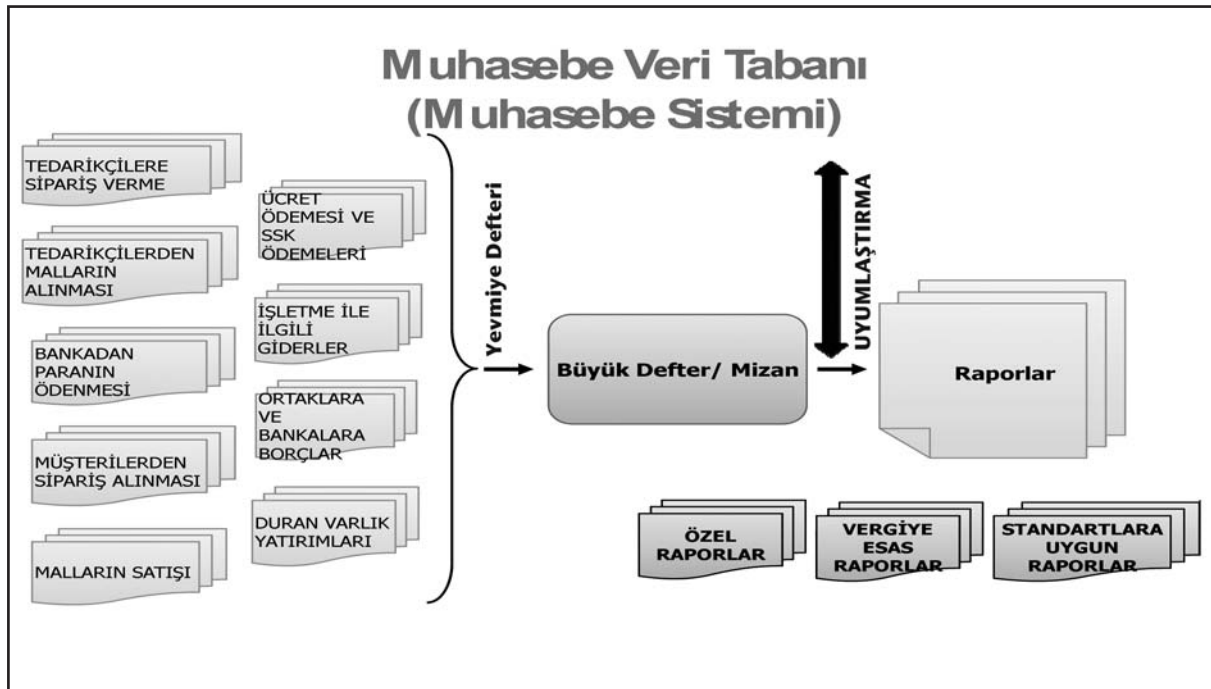 Muhasebe Veri Tabanı
(Muhasebe Sistemi)
TEDARİKÇİLERE
SİPARİŞ VERME
TEDARİKÇİLERDEN
MALLARIN
ALINMASI
BANKADAN
PARANIN
ÖDENMESİ
MÜŞTERİLERDEN
SİPARİŞ ALINMASI
MALLARIN SATIŞI
ÜCRET
ÖDEMESİ VE
SSK
ÖDEMELERİ
İŞLETME İLE
İLGİLİ
GİDERLER
ORTAKLARA
VE
BANKALARA
BORÇLAR
DURAN VARLIK
YATIRIMLARI
Yevmiye Defteri
Büyük Defter/ Mizan
UYUMLAŞTIRMA
Raporlar
ÖZEL
RAPORLAR
VERGİYE
ESAS
RAPORLAR
STANDARTLARA
UYGUN
RAPORLAR